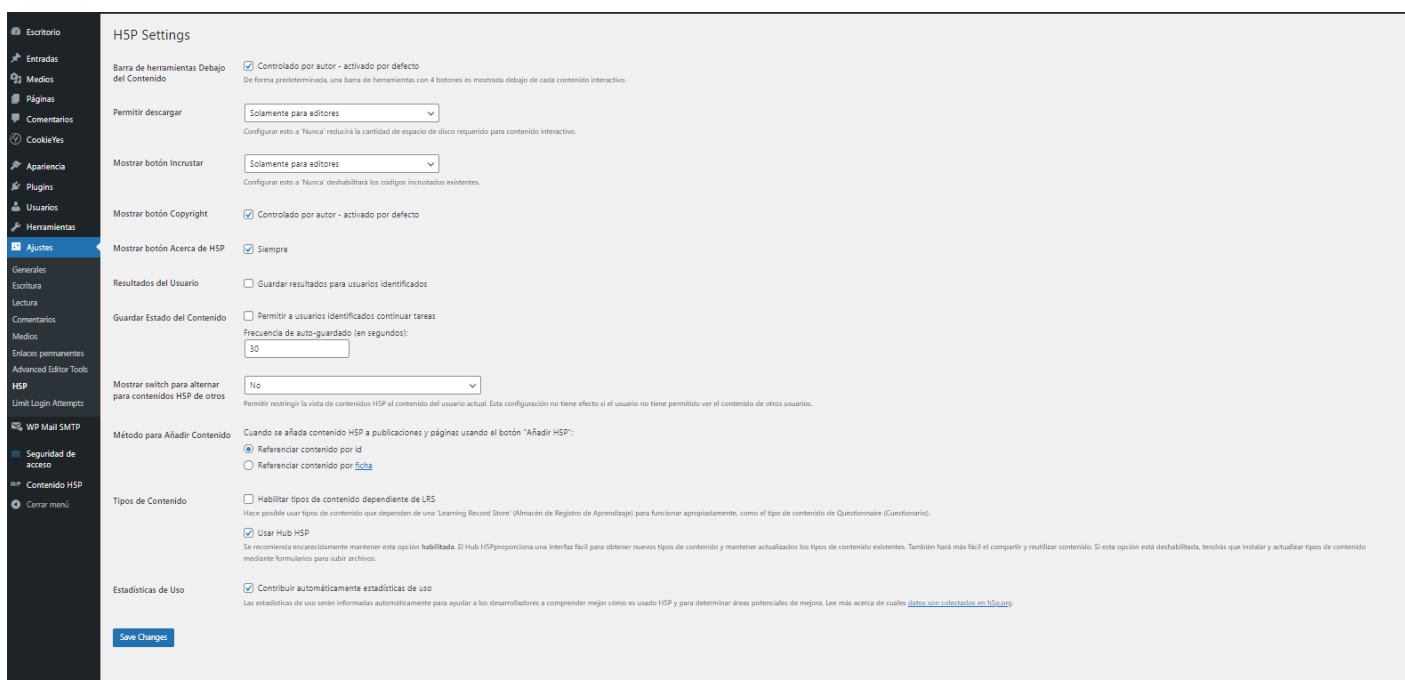 Escritorio
Entradas
Medios
Páginas
Comentarios
CookieYes
Apariencia
Plugins
Usuarios
Herramientas
Ajustes
Generales
Escritura
Lectura
Comentarios
Medios
Enlaces permanentes
Advanced Editor Tools
H5P
Limit Login Attempts
WP Mail SMTP
Seguridad de
acceso
Contenido H5P
Cerrar menú
H5P Settings
Barra de herramientas Debajo
del Contenido
Controlado por autor - activado por defecto
De forma predeterminada, una barra de herramientas con 4 botones es mostrada debajo de cada contenido interactivo.
Permitir descargar
Solamente para editores
Configurar esto a 'Nunca' reducirá la cantidad de espacio de disco requerido para contenido interactivo.
Mostrar botón Incrustar
Solamente para editores
Configurar esto a 'Nunca' deshabilitará los códigos incrustados existentes.
Mostrar botón Copyright
Controlado por autor - activado por defecto
Mostrar botón Acerca de H5P
Siempre
Resultados del Usuario
Guardar resultados para usuarios identificados
Guardar Estado del Contenido
Permitir a usuarios identificados continuar tareas
Frecuencia de auto-guardado (en segundos):
30
Mostrar switch para alternar
para contenidos H5P de otros
No
Permitir restringir la vista de contenidos H5P al contenido del usuario actual. Esta configuración no tiene efecto si el usuario no tiene permitido ver el contenido de otros usuarios.
Método para Añadir Contenido
Cuando se añada contenido H5P a publicaciones y páginas usando el botón "Añadir H5P":
Referenciar contenido por id
Referenciar contenido por ficha
Tipos de Contenido
Habilitar tipos de contenido dependiente de LRS
Hace posible usar tipos de contenido que dependen de una 'Learning Record Store' (Almacén de Registro de Aprendizaje) para funcionar apropiadamente, como el tipo de contenido de Questionnaire (Cuestionario).
Usar Hub H5P
Se recomienda encarecidamente mantener esta opción habilitada. El Hub H5Pproporciona una interfaz fácil para obtener nuevos tipos de contenido y mantener actualizados los tipos de contenido existentes. También hará más fácil el compartir y reutilizar contenido. Si esta opción está deshabilitada, tendrás que instalar y actualizar tipos de contenido
mediante formularios para subir archivos.
Estadísticas de Uso
Contribuir automáticamente estadísticas de uso
Las estadísticas de uso serán informadas automáticamente para ayudar a los desarrolladores a comprender mejor cómo es usado H5P y para determinar áreas potenciales de mejora. Lee más acerca de cuales datos son colectados en h5p.org.
Save Changes